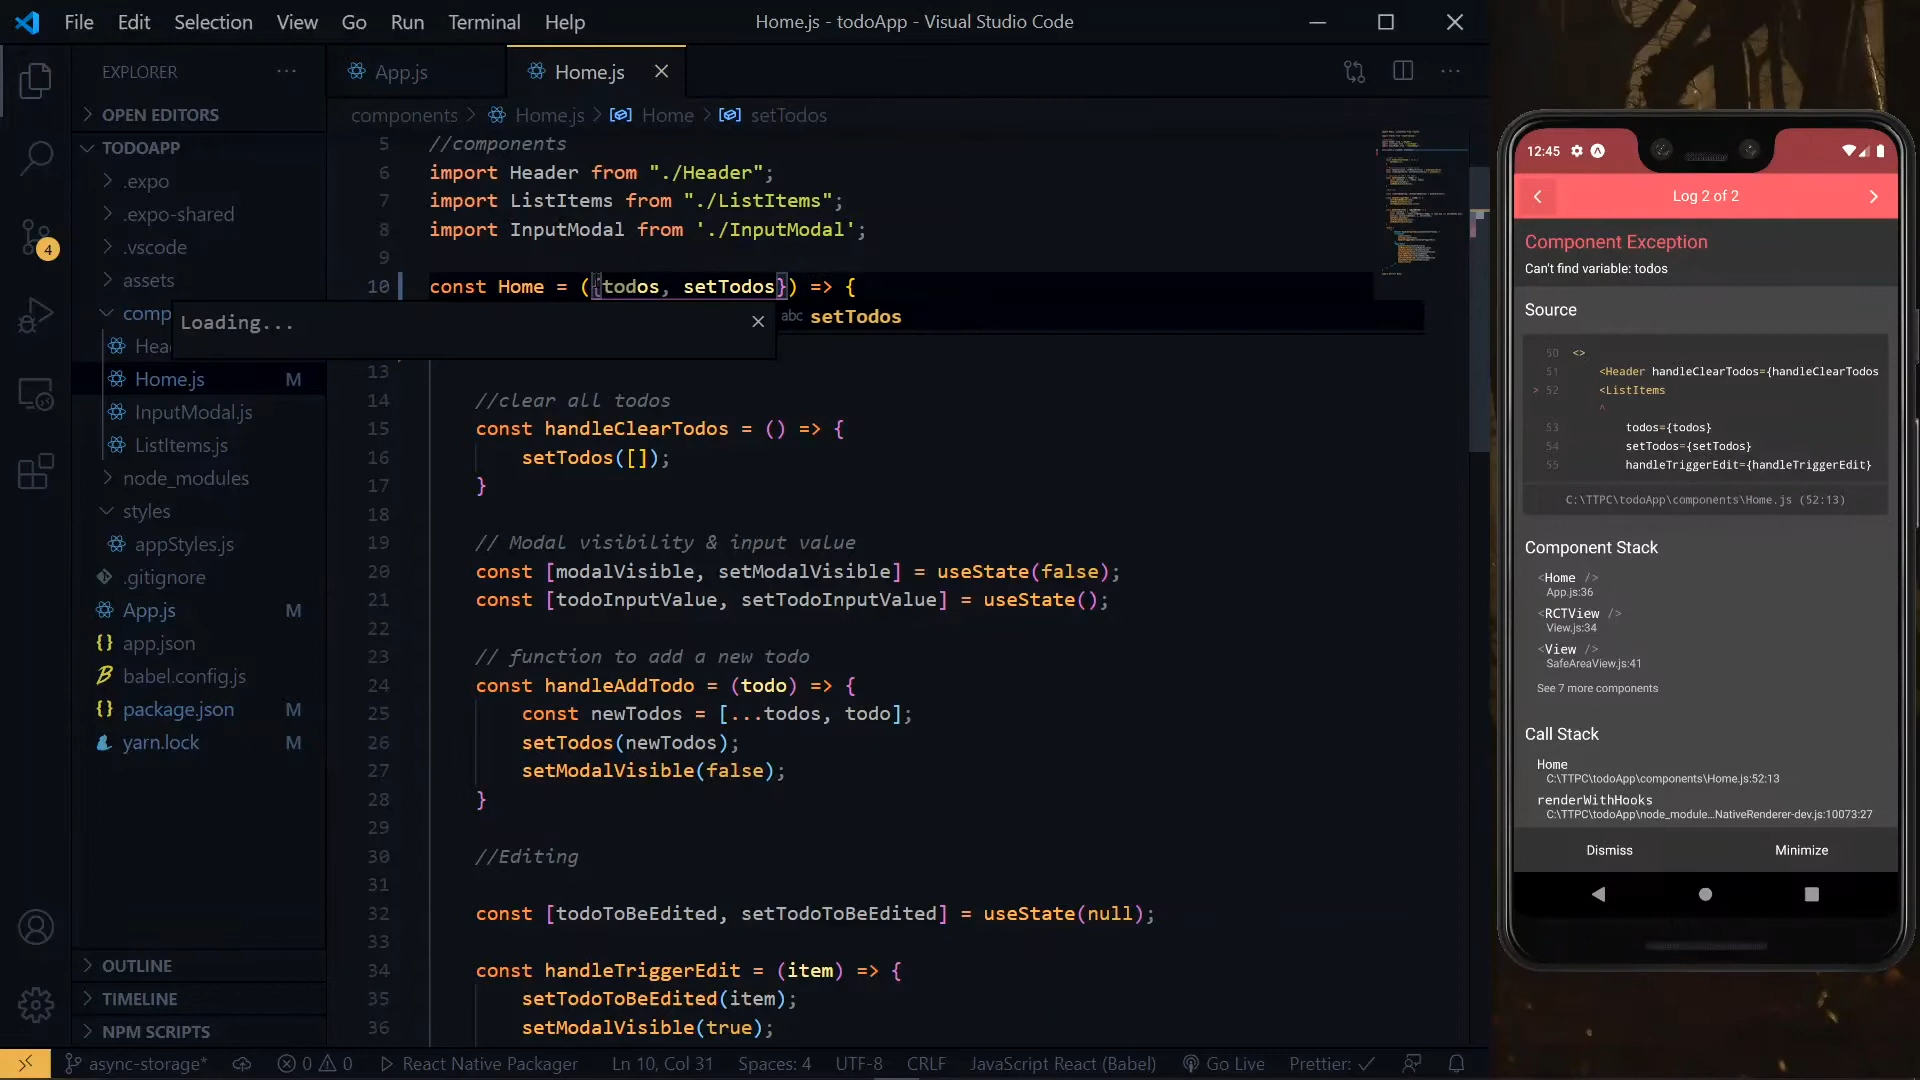 File Edit Selection View Go Run Terminal Help
Home.js - todoApp - Visual Studio Code
EXPLORER
OPEN EDITORS
TODOAPP
.expo
.expo-shared
.vscode
assets
comp
Hea
Home.js M
InputModal.js
ListItems.js
node_modules
styles
appStyles.js
.gitignore
App.js M
app.json
babel.config.js
package.json M
yarn.lock M
OUTLINE
TIMELINE
NPM SCRIPTS
4
App.js
Home.js
components > Home.js > Home > setTodos
5 //components
6 import Header from "./Header";
7 import ListItems from "./ListItems";
8 import InputModal from './InputModal';
9
10 const Home = ({todos, setTodos}) => {
Loading...
abc setTodos
13
14 //clear all todos
15 const handleClearTodos = () => {
16 setTodos([]);
17 }
18
19 // Modal visibility & input value
20 const [modalVisible, setModalVisible] = useState(false);
21 const [todoInputValue, setTodoInputValue] = useState();
22
23 // function to add a new todo
24 const handleAddTodo = (todo) => {
25 const newTodos = [...todos, todo];
26 setTodos(newTodos);
27 setModalVisible(false);
28 }
29
30 //Editing
31
32 const [todoToBeEdited, setTodoToBeEdited] = useState(null);
33
34 const handleTriggerEdit = (item) => {
35 setTodoToBeEdited(item);
36 setModalVisible(true);
async-storage* 0 0 React Native Packager Ln 10, Col 31 Spaces: 4 UTF-8 CRLF JavaScript React (Babel) Go Live Prettier: ✓
12:45
Log 2 of 2
Component Exception
Can't find variable: todos
Source
50 <>
51 <Header handleClearTodos={handleClearTodos
> 52 <ListItems
^
53 todos={todos}
54 setTodos={setTodos}
55 handleTriggerEdit={handleTriggerEdit}
C:\TTPC\todoApp\components\Home.js (52:13)
Component Stack
<Home />
App.js:36
<RCTView />
View.js:34
<View />
SafeAreaView.js:41
See 7 more components
Call Stack
Home
C:\TTPC\todoApp\components\Home.js:52:13
renderWithHooks
C:\TTPC\todoApp\node_module...NativeRenderer-dev.js:10073:27
Dismiss Minimize